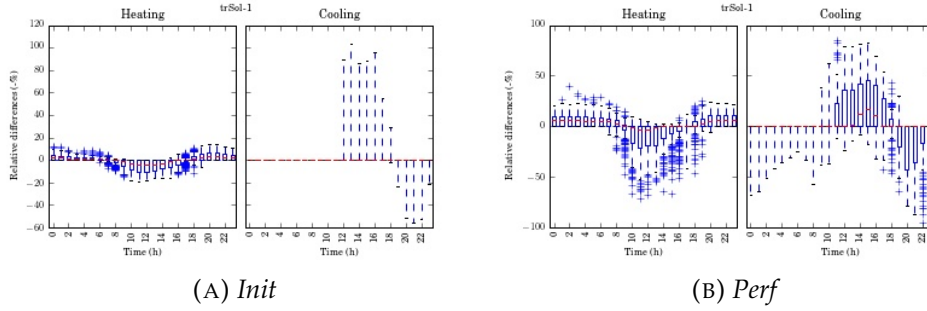 trSol-1
Heating
Cooling
Relative differences (-%)
120
100
80
60
40
20
0
−20
−40
−60
0 2 4 6 8 10 12 14 16 18 20 22
0 2 4 6 8 10 12 14 16 18 20 22
Time (h)
Time (h)
(A) Init
trSol-1
Heating
Cooling
Relative differences (-%)
100
50
0
−50
−100
0 2 4 6 8 10 12 14 16 18 20 22
0 2 4 6 8 10 12 14 16 18 20 22
Time (h)
Time (h)
(B) Perf